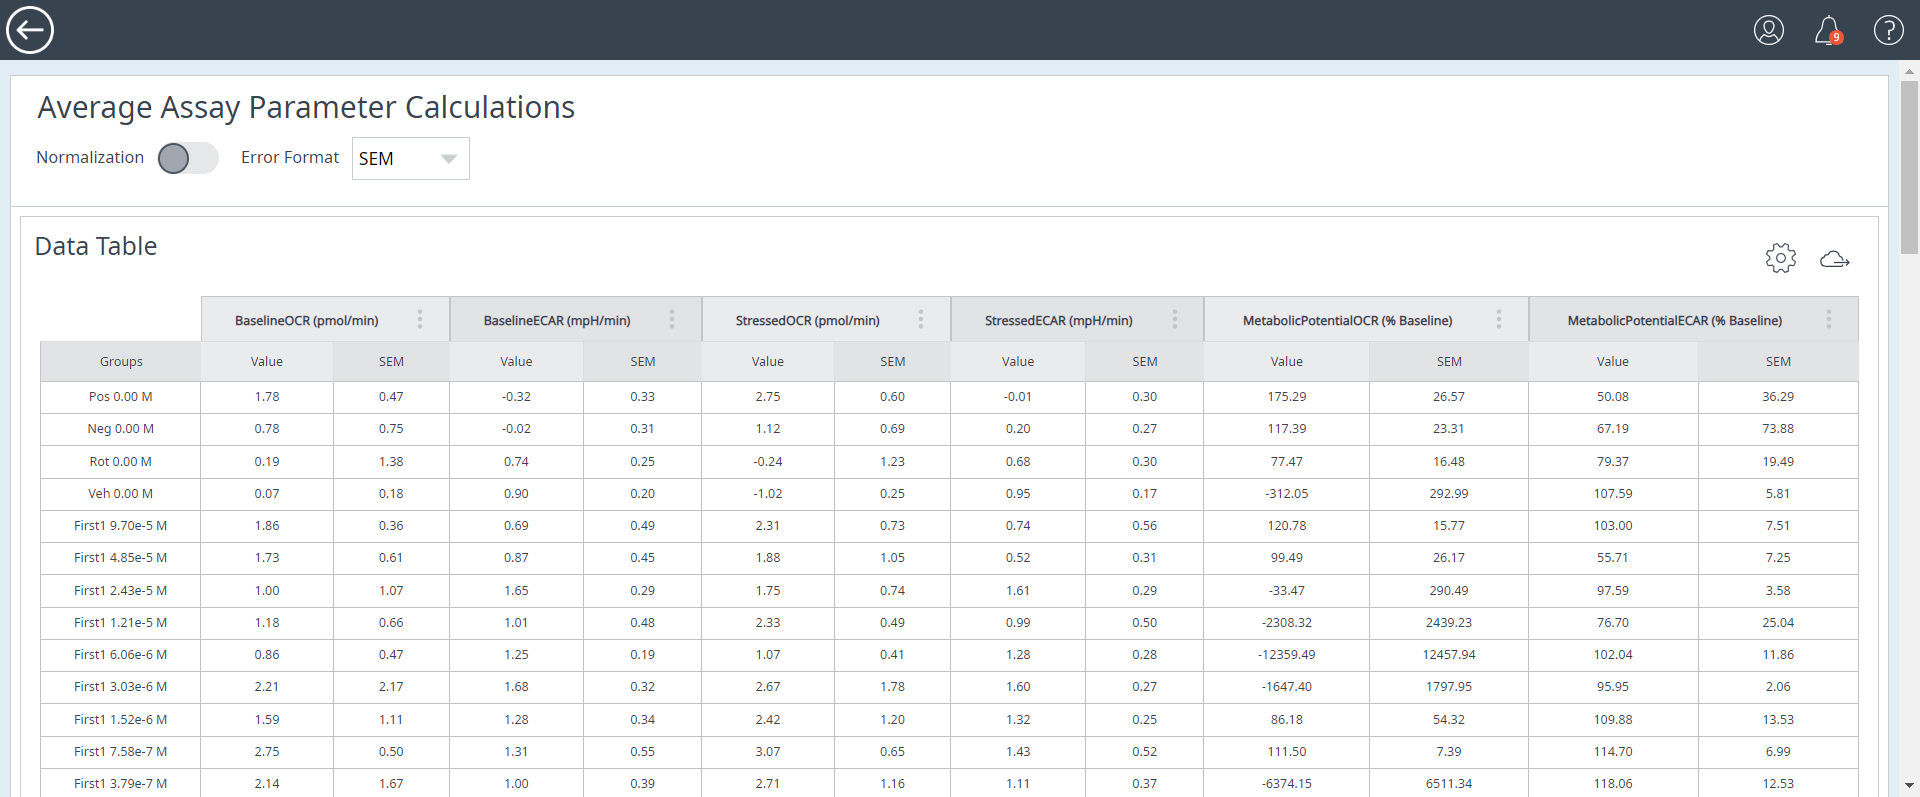 9
Average Assay Parameter Calculations
Normalization Error Format SEM
Data Table
BaselineOCR (pmol/min) BaselineECAR (mpH/min) StressedOCR (pmol/min) StressedECAR (mpH/min) MetabolicPotentialOCR (% Baseline) MetabolicPotentialECAR (% Baseline)
Groups Value SEM Value SEM Value SEM Value SEM Value SEM Value SEM
Pos 0.00 M 1.78 0.47 -0.32 0.33 2.75 0.60 -0.01 0.30 175.29 26.57 50.08 36.29
Neg 0.00 M 0.78 0.75 -0.02 0.31 1.12 0.69 0.20 0.27 117.39 23.31 67.19 73.88
Rot 0.00 M 0.19 1.38 0.74 0.25 -0.24 1.23 0.68 0.30 77.47 16.48 79.37 19.49
Veh 0.00 M 0.07 0.18 0.90 0.20 -1.02 0.25 0.95 0.17 -312.05 292.99 107.59 5.81
First1 9.70e-5 M 1.86 0.36 0.69 0.49 2.31 0.73 0.74 0.56 120.78 15.77 103.00 7.51
First1 4.85e-5 M 1.73 0.61 0.87 0.45 1.88 1.05 0.52 0.31 99.49 26.17 55.71 7.25
First1 2.43e-5 M 1.00 1.07 1.65 0.29 1.75 0.74 1.61 0.29 -33.47 290.49 97.59 3.58
First1 1.21e-5 M 1.18 0.66 1.01 0.48 2.33 0.49 0.99 0.50 -2308.32 2439.23 76.70 25.04
First1 6.06e-6 M 0.86 0.47 1.25 0.19 1.07 0.41 1.28 0.28 -12359.49 12457.94 102.04 11.86
First1 3.03e-6 M 2.21 2.17 1.68 0.32 2.67 1.78 1.60 0.27 -1647.40 1797.95 95.95 2.06
First1 1.52e-6 M 1.59 1.11 1.28 0.34 2.42 1.20 1.32 0.25 86.18 54.32 109.88 13.53
First1 7.58e-7 M 2.75 0.50 1.31 0.55 3.07 0.65 1.43 0.52 111.50 7.39 114.70 6.99
First1 3.79e-7 M 2.14 1.67 1.00 0.39 2.71 1.16 1.11 0.37 -6374.15 6511.34 118.06 12.53